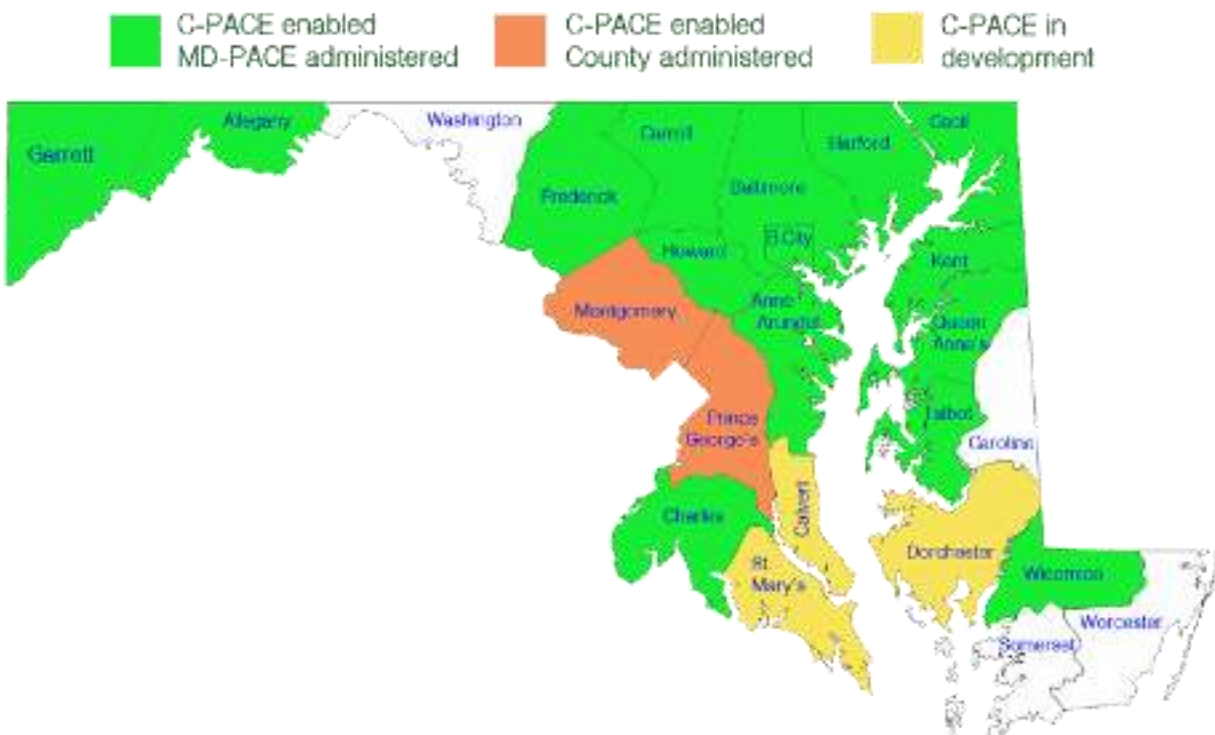 C-PACE enabled
MD-PACE administered
C-PACE enabled
County administered
C-PACE in
development
Garrett
Allegany
Washington
Frederick
Carroll
Baltimore
Harford
Cecil
Howard
B.City
Montgomery
Anne
Arundel
Kent
Queen
Anne's
Talbot
Caroline
Prince
George's
Charles
Calvert
St.
Mary's
Dorchester
Wicomico
Somerset
Worcester